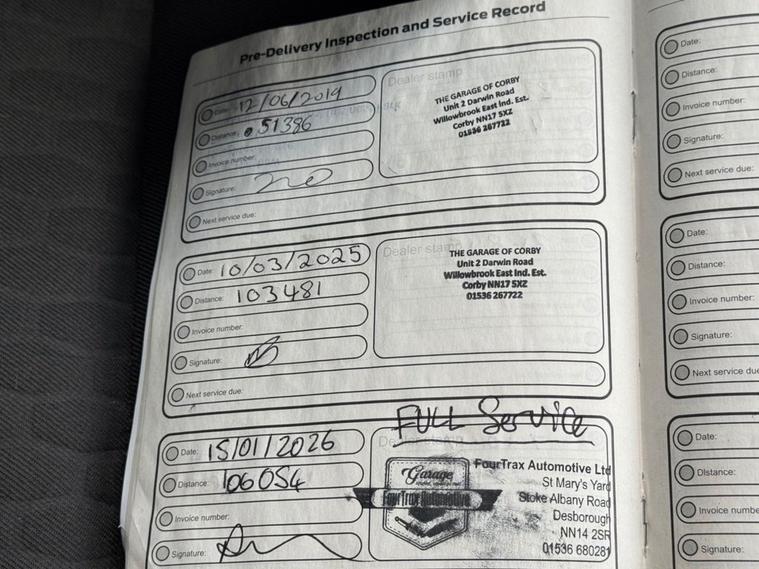 Pre-Delivery Inspection and Service Record
Date: 12/06/2019
Distance: 51386
Invoice number:
Signature:
Next service due:
Dealer stamp
THE GARAGE OF CORBY
Unit 2 Darwin Road
Willowbrook East Ind. Est.
Corby NN17 5XZ
01536 267722
Date: 10/03/2025
Distance: 103481
Invoice number:
Signature:
Next service due:
Dealer stamp
THE GARAGE OF CORBY
Unit 2 Darwin Road
Willowbrook East Ind. Est.
Corby NN17 5XZ
01536 267722
FULL Service
Date: 15/01/2026
Distance: 106054
Invoice number:
Signature:
Garage
FourTrax Automotive
FourTrax Automotive Ltd
St Mary's Yard
Stoke Albany Road
Desborough
NN14 2SR
01536 680281
Date:
Distance:
Invoice number:
Signature:
Next service due:
Date:
Distance:
Invoice number:
Signature:
Next service due
Date:
Distance:
Invoice numbe
Signature: